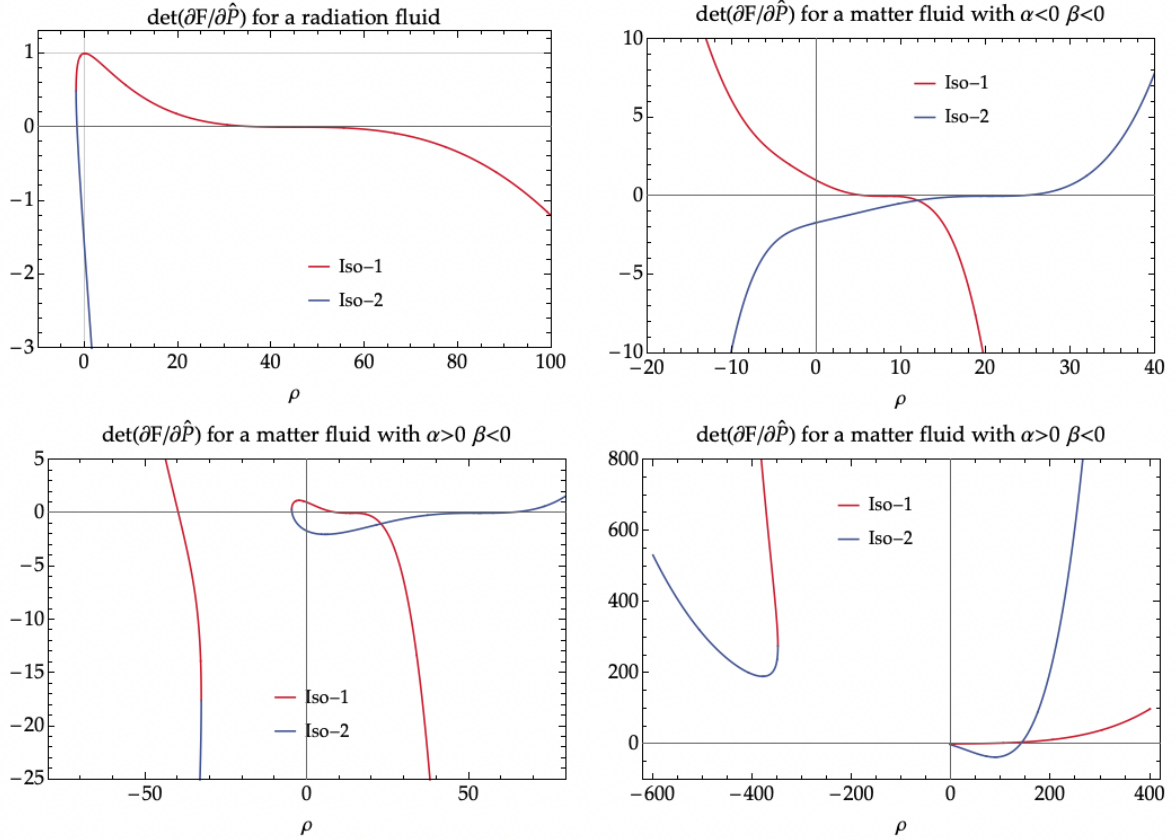 det(∂F/∂P̂) for a radiation fluid
1
0
−1
−2
−3
0
20
40
60
80
100
ρ
Iso−1
Iso−2
det(∂F/∂P̂) for a matter fluid with α<0 β<0
10
5
0
−5
−10
−20
−10
0
10
20
30
40
ρ
Iso−1
Iso−2
det(∂F/∂P̂) for a matter fluid with α>0 β<0
5
0
−5
−10
−15
−20
−25
−50
0
50
ρ
Iso−1
Iso−2
det(∂F/∂P̂) for a matter fluid with α>0 β<0
800
600
400
200
0
−600
−400
−200
0
200
400
ρ
Iso−1
Iso−2